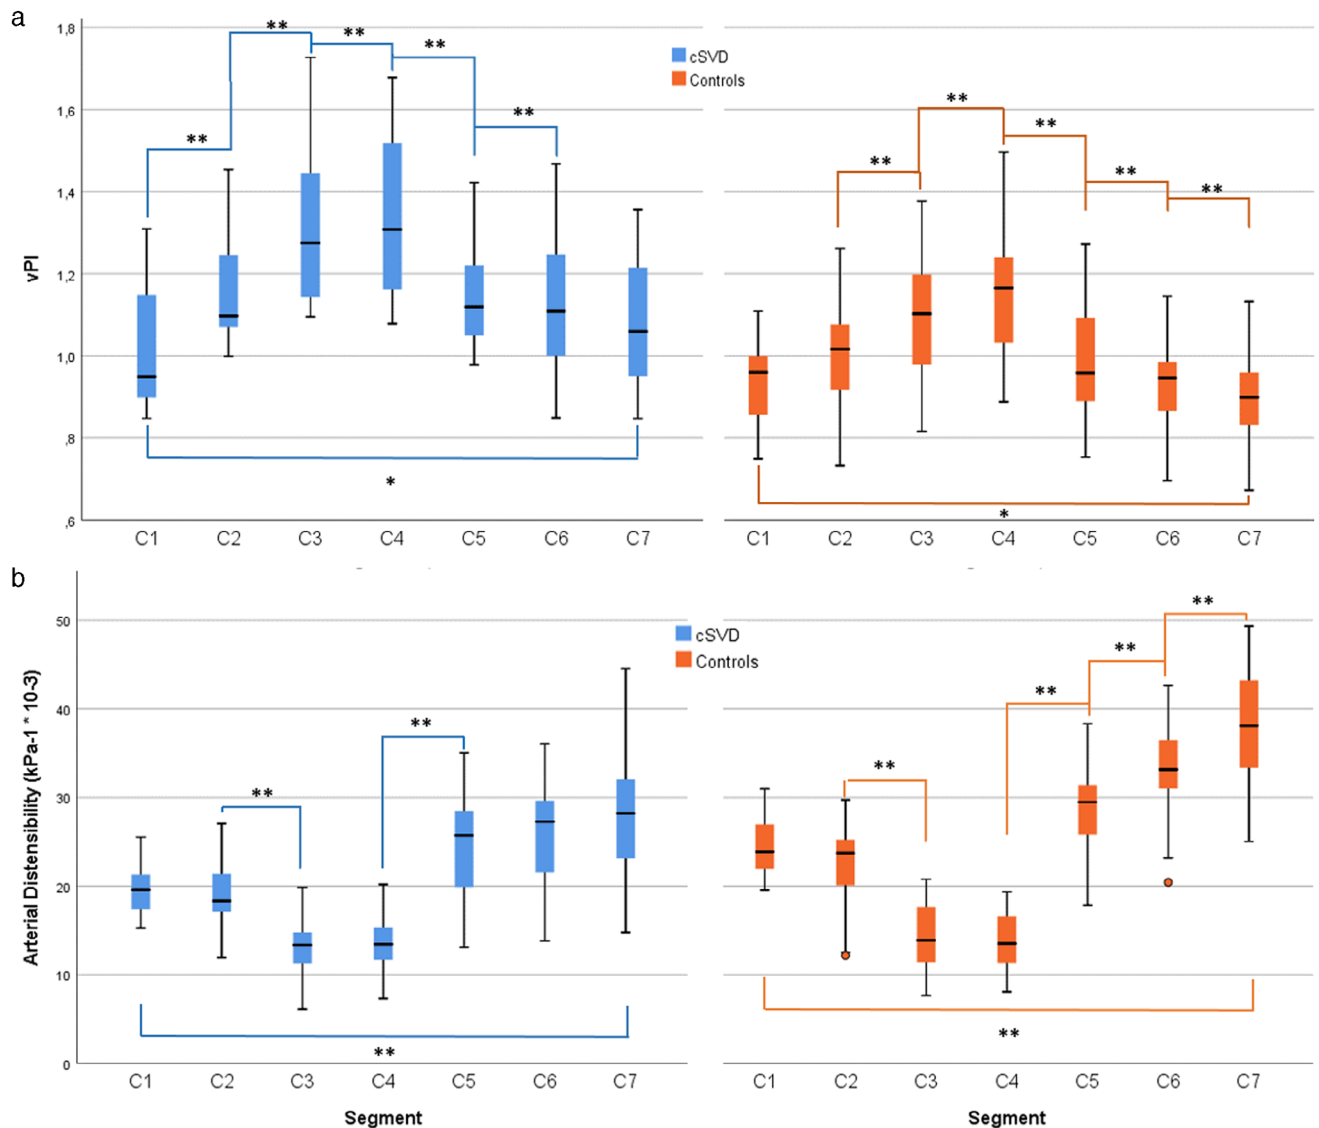 a
1,8
1,6
1,4
1,2
1,0
,8
,6
vPI
** ** ** ** **
*
cSVD
Controls
** ** ** ** **
*
C1 C2 C3 C4 C5 C6 C7
C1 C2 C3 C4 C5 C6 C7
b
50
40
30
20
10
0
Arterial Distensibility (kPa-1 * 10-3)
** **
**
cSVD
Controls
** ** ** **
**
C1 C2 C3 C4 C5 C6 C7
C1 C2 C3 C4 C5 C6 C7
Segment
Segment